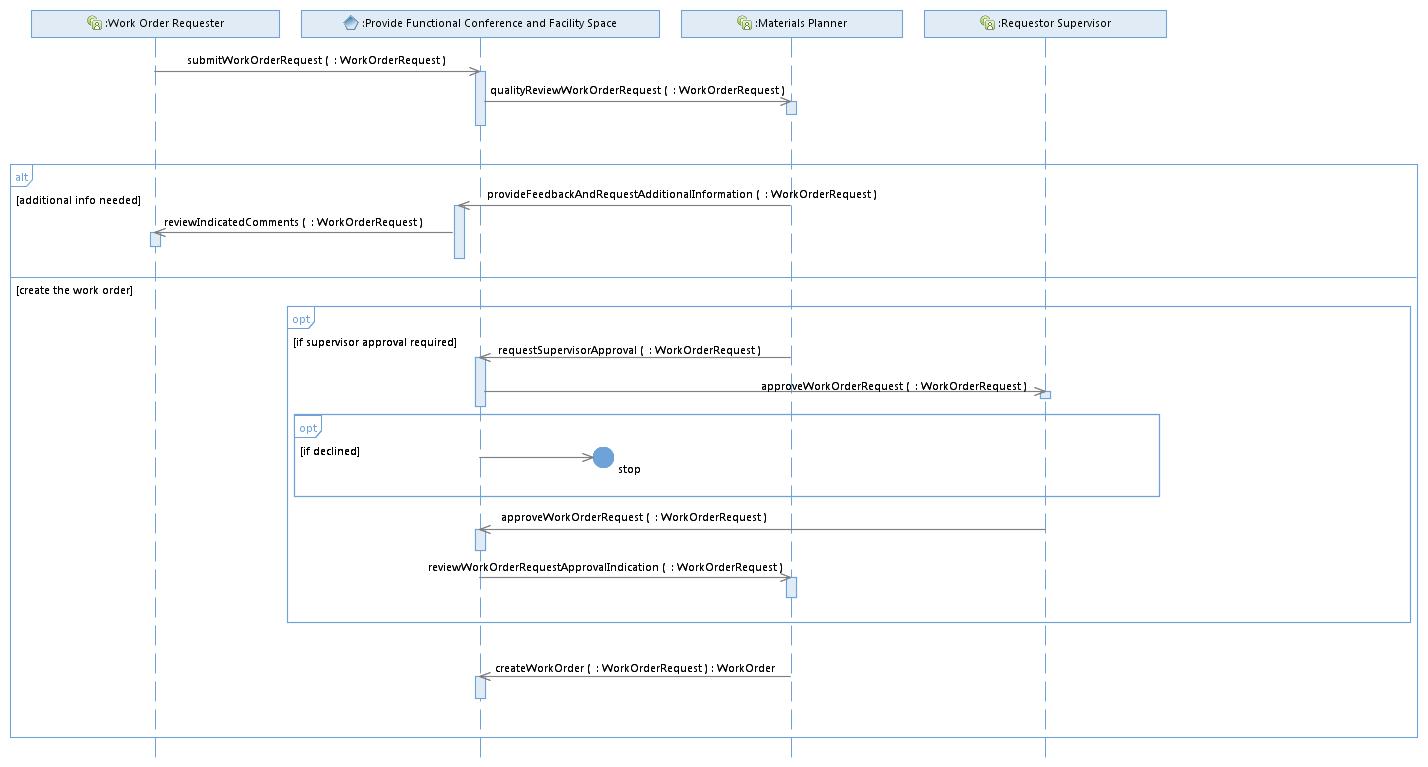 :Work Order Requester
:Provide Functional Conference and Facility Space
:Materials Planner
:Requestor Supervisor
submitWorkOrderRequest ( : WorkOrderRequest )
qualityReviewWorkOrderRequest ( : WorkOrderRequest )
alt
[additional info needed]
provideFeedbackAndRequestAdditionalInformation ( : WorkOrderRequest )
reviewIndicatedComments ( : WorkOrderRequest )
[create the work order]
opt
[if supervisor approval required]
requestSupervisorApproval ( : WorkOrderRequest )
approveWorkOrderRequest ( : WorkOrderRequest )
opt
[if declined]
stop
approveWorkOrderRequest ( : WorkOrderRequest )
reviewWorkOrderRequestApprovalIndication ( : WorkOrderRequest )
createWorkOrder ( : WorkOrderRequest ) : WorkOrder